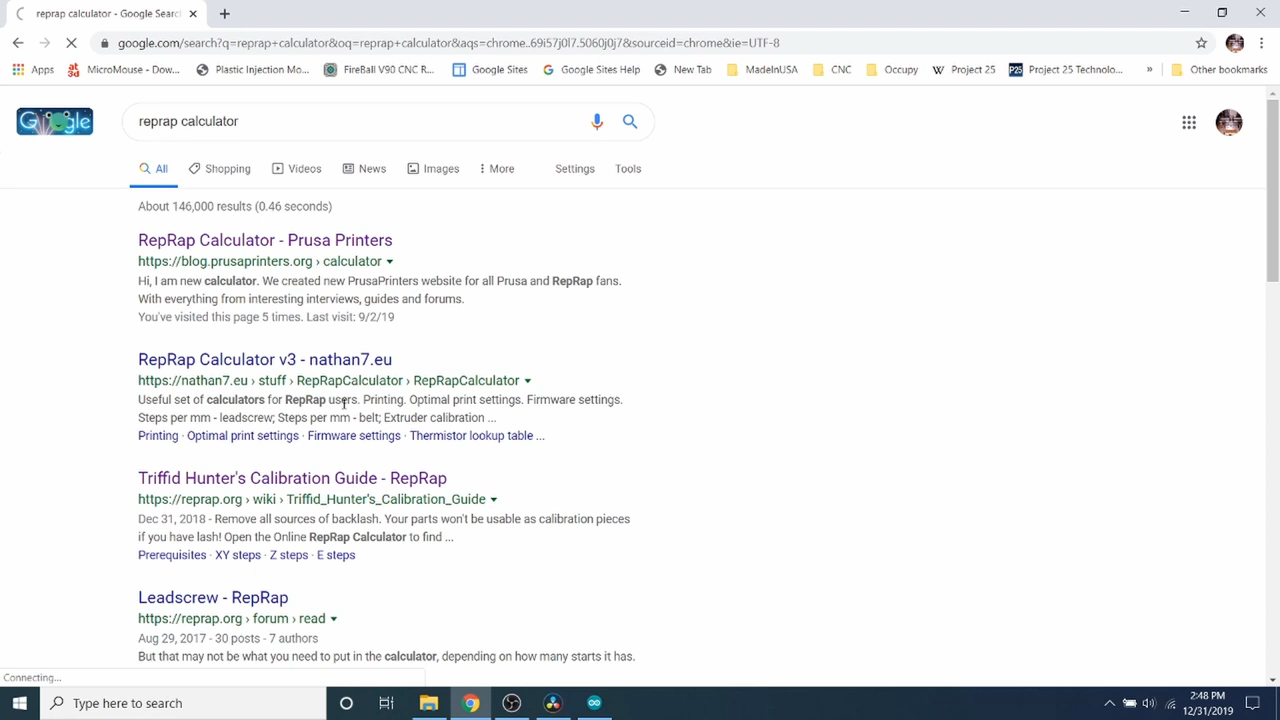 reprap calculator - Google Searc
google.com/search?q=reprap+calculator&oq=reprap+calculator&aqs=chrome..69i57j0l7.5060j0j7&sourceid=chrome&ie=UTF-8
Apps
MicroMouse - Dow...
Plastic Injection Mo...
FireBall V90 CNC R...
Google Sites
Google Sites Help
New Tab
MadeInUSA
CNC
Occupy
Project 25
P25
Project 25 Technolo...
»
Other bookmarks
Google
reprap calculator
All
Shopping
Videos
News
Images
More
Settings
Tools
About 146,000 results (0.46 seconds)
RepRap Calculator - Prusa Printers
https://blog.prusaprinters.org › calculator
Hi, I am new calculator. We created new PrusaPrinters website for all Prusa and RepRap fans.
With everything from interesting interviews, guides and forums.
You've visited this page 5 times. Last visit: 9/2/19
RepRap Calculator v3 - nathan7.eu
https://nathan7.eu › stuff › RepRapCalculator › RepRapCalculator
Useful set of calculators for RepRap users. Printing. Optimal print settings. Firmware settings.
Steps per mm - leadscrew; Steps per mm - belt; Extruder calibration ...
Printing · Optimal print settings · Firmware settings · Thermistor lookup table ...
Triffid Hunter's Calibration Guide - RepRap
https://reprap.org › wiki › Triffid_Hunter's_Calibration_Guide
Dec 31, 2018 - Remove all sources of backlash. Your parts won't be usable as calibration pieces
if you have lash! Open the Online RepRap Calculator to find ...
Prerequisites · XY steps · Z steps · E steps
Leadscrew - RepRap
https://reprap.org › forum › read
Aug 29, 2017 - 30 posts - 7 authors
But that may not be what you need to put in the calculator, depending on how many starts it has.
Connecting...
Type here to search
2:48 PM
12/31/2019